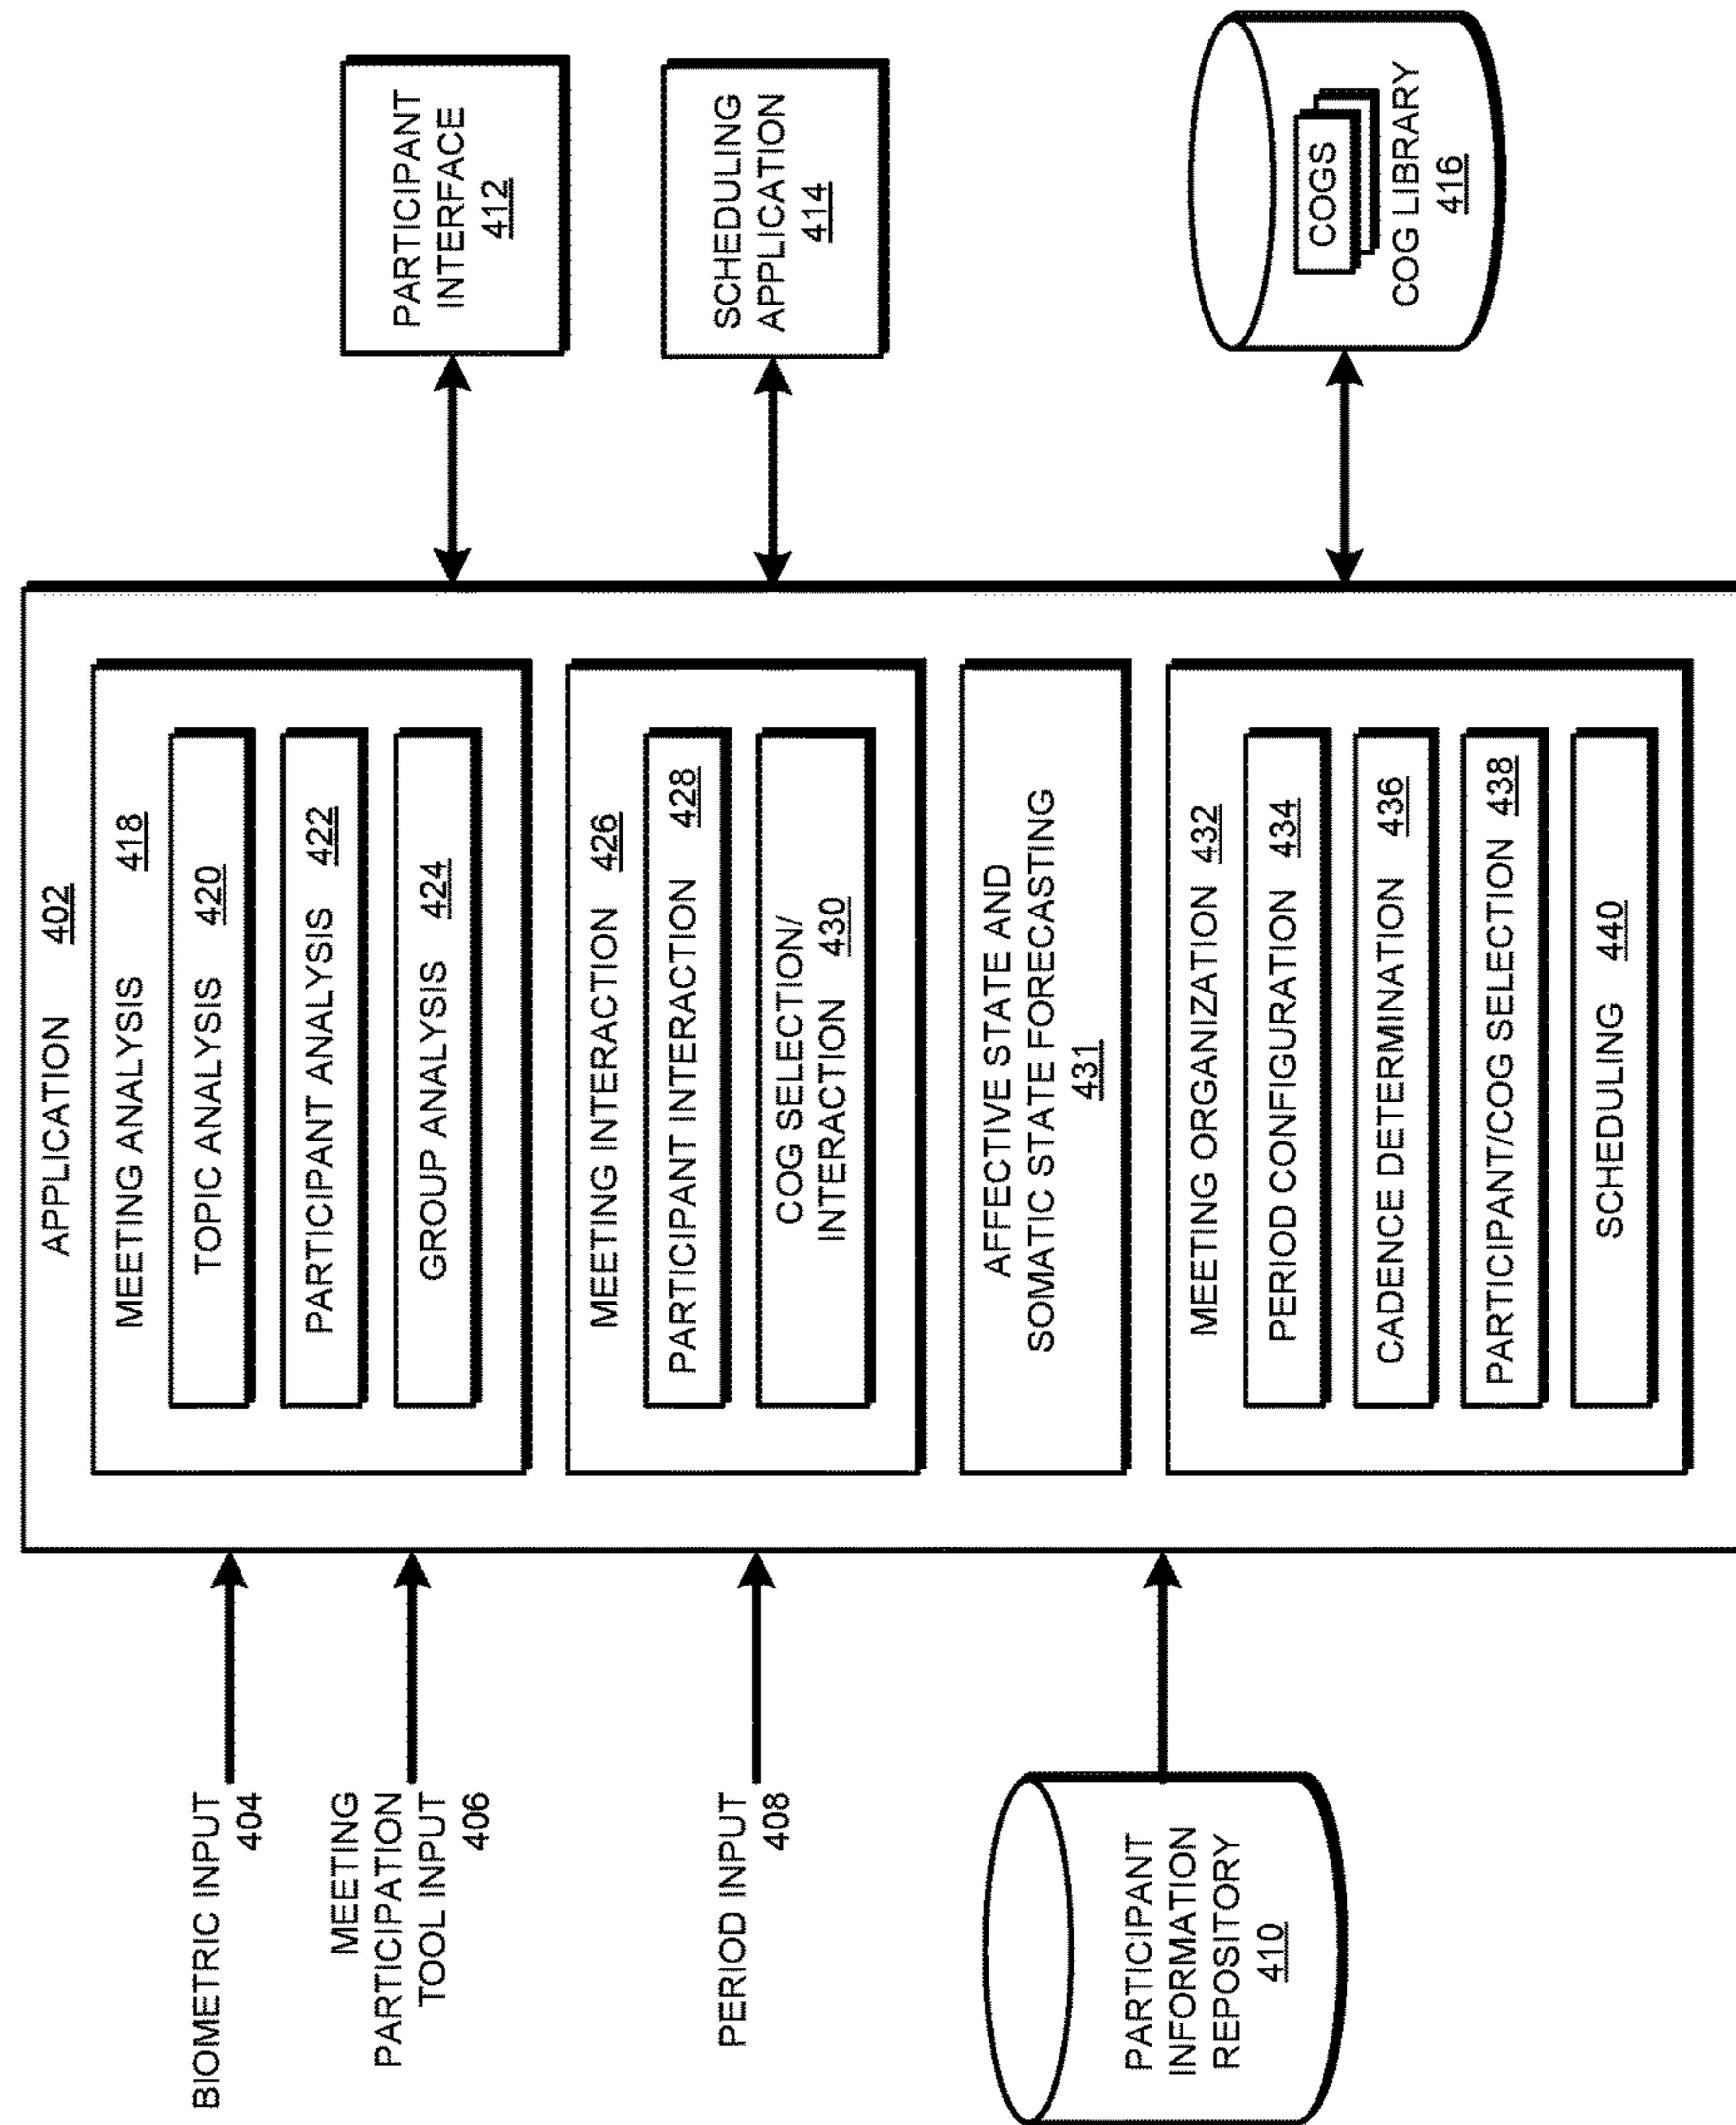 BIOMETRIC INPUT
404
MEETING
PARTICIPATION
TOOL INPUT
406
PERIOD INPUT
408
PARTICIPANT
INFORMATION
REPOSITORY
410
APPLICATION 402
MEETING ANALYSIS 418
TOPIC ANALYSIS 420
PARTICIPANT ANALYSIS 422
GROUP ANALYSIS 424
MEETING INTERACTION 426
PARTICIPANT INTERACTION 428
COG SELECTION/
INTERACTION 430
AFFECTIVE STATE AND
SOMATIC STATE FORECASTING
431
MEETING ORGANIZATION 432
PERIOD CONFIGURATION 434
CADENCE DETERMINATION 436
PARTICIPANT/COG SELECTION 438
SCHEDULING 440
PARTICIPANT
INTERFACE
412
SCHEDULING
APPLICATION
414
COGS
COG LIBRARY
416